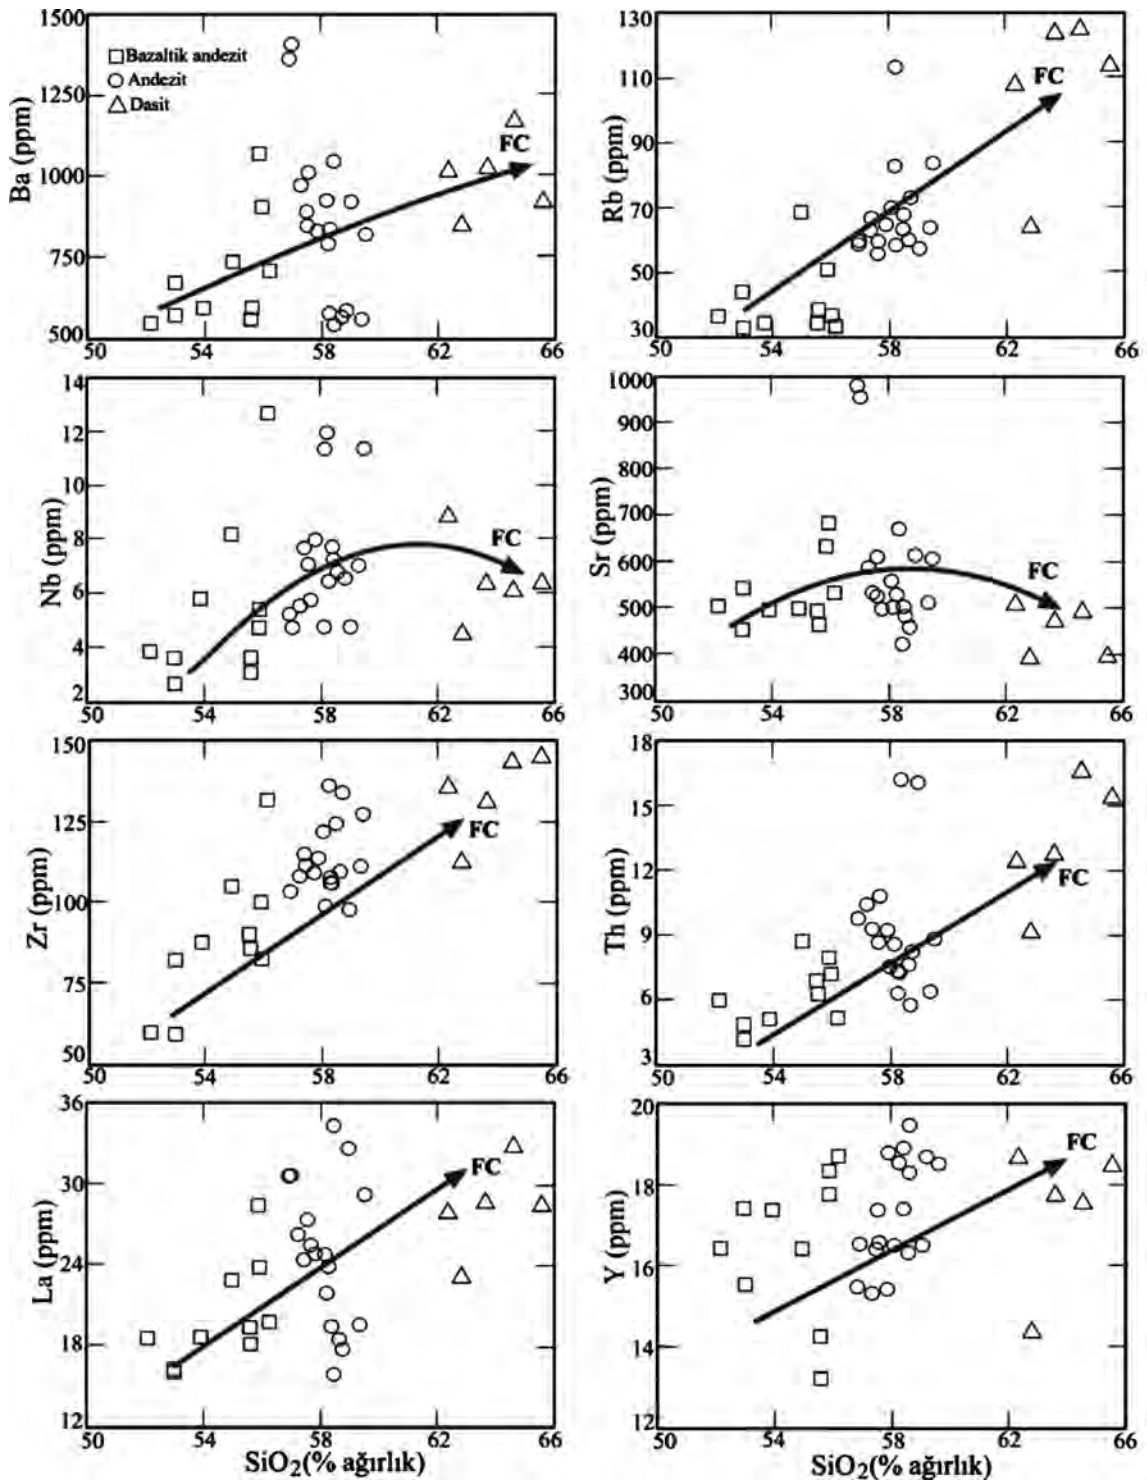 1500
1250
1000
750
500
Ba (ppm)
Bazaltik andezit
Andezit
Dasit
FC
50 54 58 62 66
130
110
90
70
50
30
Rb (ppm)
FC
50 54 58 62 66
14
12
10
8
6
4
2
Nb (ppm)
FC
50 54 58 62 66
1000
900
800
700
600
500
400
300
Sr (ppm)
FC
50 54 58 62 66
150
125
100
75
50
Zr (ppm)
FC
50 54 58 62 66
18
15
12
9
6
3
Th (ppm)
FC
50 54 58 62 66
36
30
24
18
12
La (ppm)
FC
50 54 58 62 66
SiO₂(% ağırlık)
20
18
16
14
12
Y (ppm)
FC
50 54 58 62 66
SiO₂(% ağırlık)